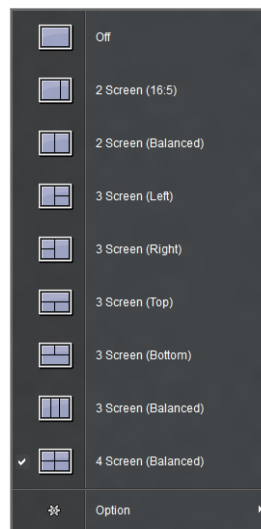 Off
2 Screen (16:5)
2 Screen (Balanced)
3 Screen (Left)
3 Screen (Right)
3 Screen (Top)
3 Screen (Bottom)
3 Screen (Balanced)
4 Screen (Balanced)
Option